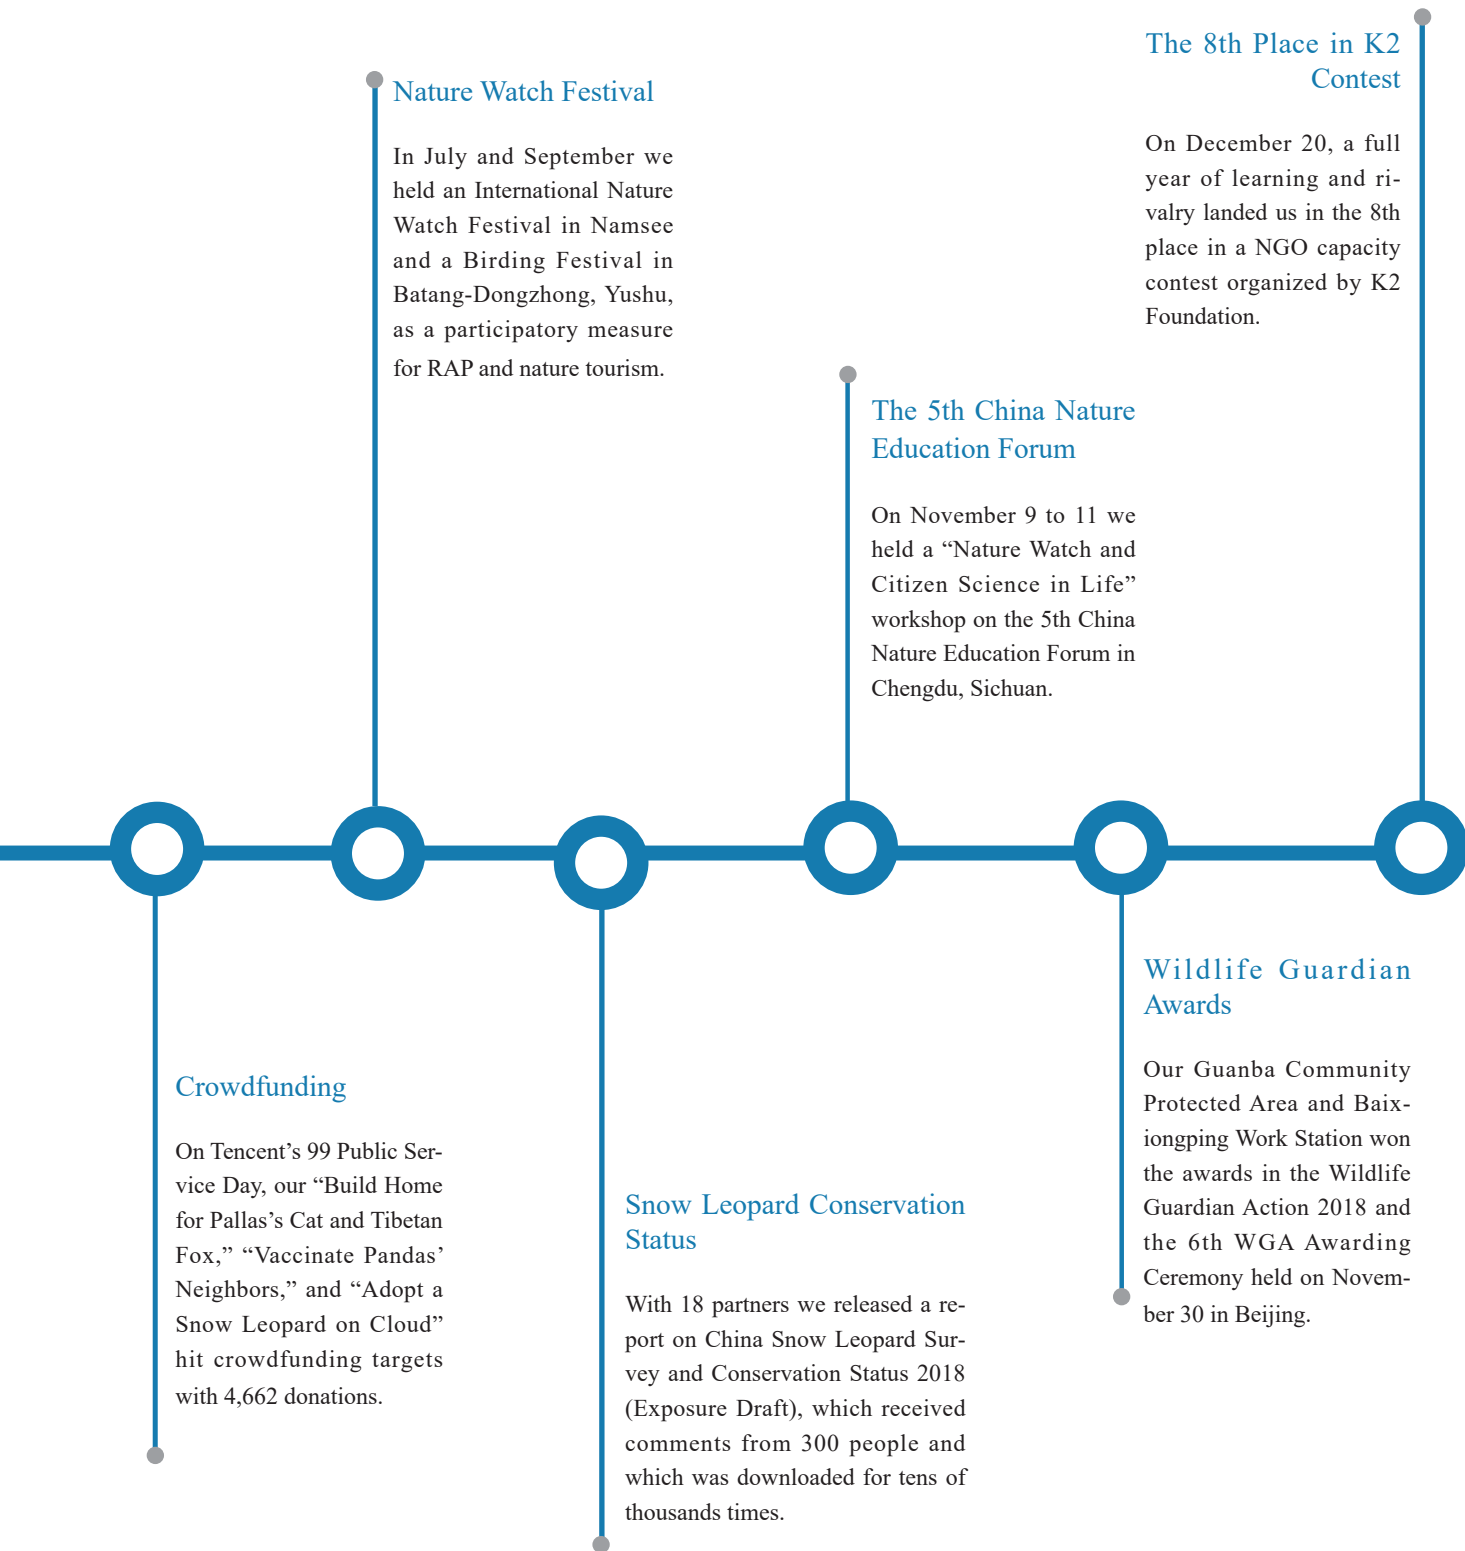 Nature Watch Festival
In July and September we
held an International Nature
Watch Festival in Namsee
and a Birding Festival in
Batang-Dongzhong, Yushu,
as a participatory measure
for RAP and nature tourism.
The 8th Place in K2
Contest
On December 20, a full
year of learning and ri-
valry landed us in the 8th
place in a NGO capacity
contest organized by K2
Foundation.
The 5th China Nature
Education Forum
On November 9 to 11 we
held a “Nature Watch and
Citizen Science in Life”
workshop on the 5th China
Nature Education Forum in
Chengdu, Sichuan.
Crowdfunding
On Tencent’s 99 Public Ser-
vice Day, our “Build Home
for Pallas’s Cat and Tibetan
Fox,” “Vaccinate Pandas’
Neighbors,” and “Adopt a
Snow Leopard on Cloud”
hit crowdfunding targets
with 4,662 donations.
Snow Leopard Conservation
Status
With 18 partners we released a re-
port on China Snow Leopard Sur-
vey and Conservation Status 2018
(Exposure Draft), which received
comments from 300 people and
which was downloaded for tens of
thousands times.
Wildlife Guardian
Awards
Our Guanba Community
Protected Area and Baix-
iongping Work Station won
the awards in the Wildlife
Guardian Action 2018 and
the 6th WGA Awarding
Ceremony held on Novem-
ber 30 in Beijing.